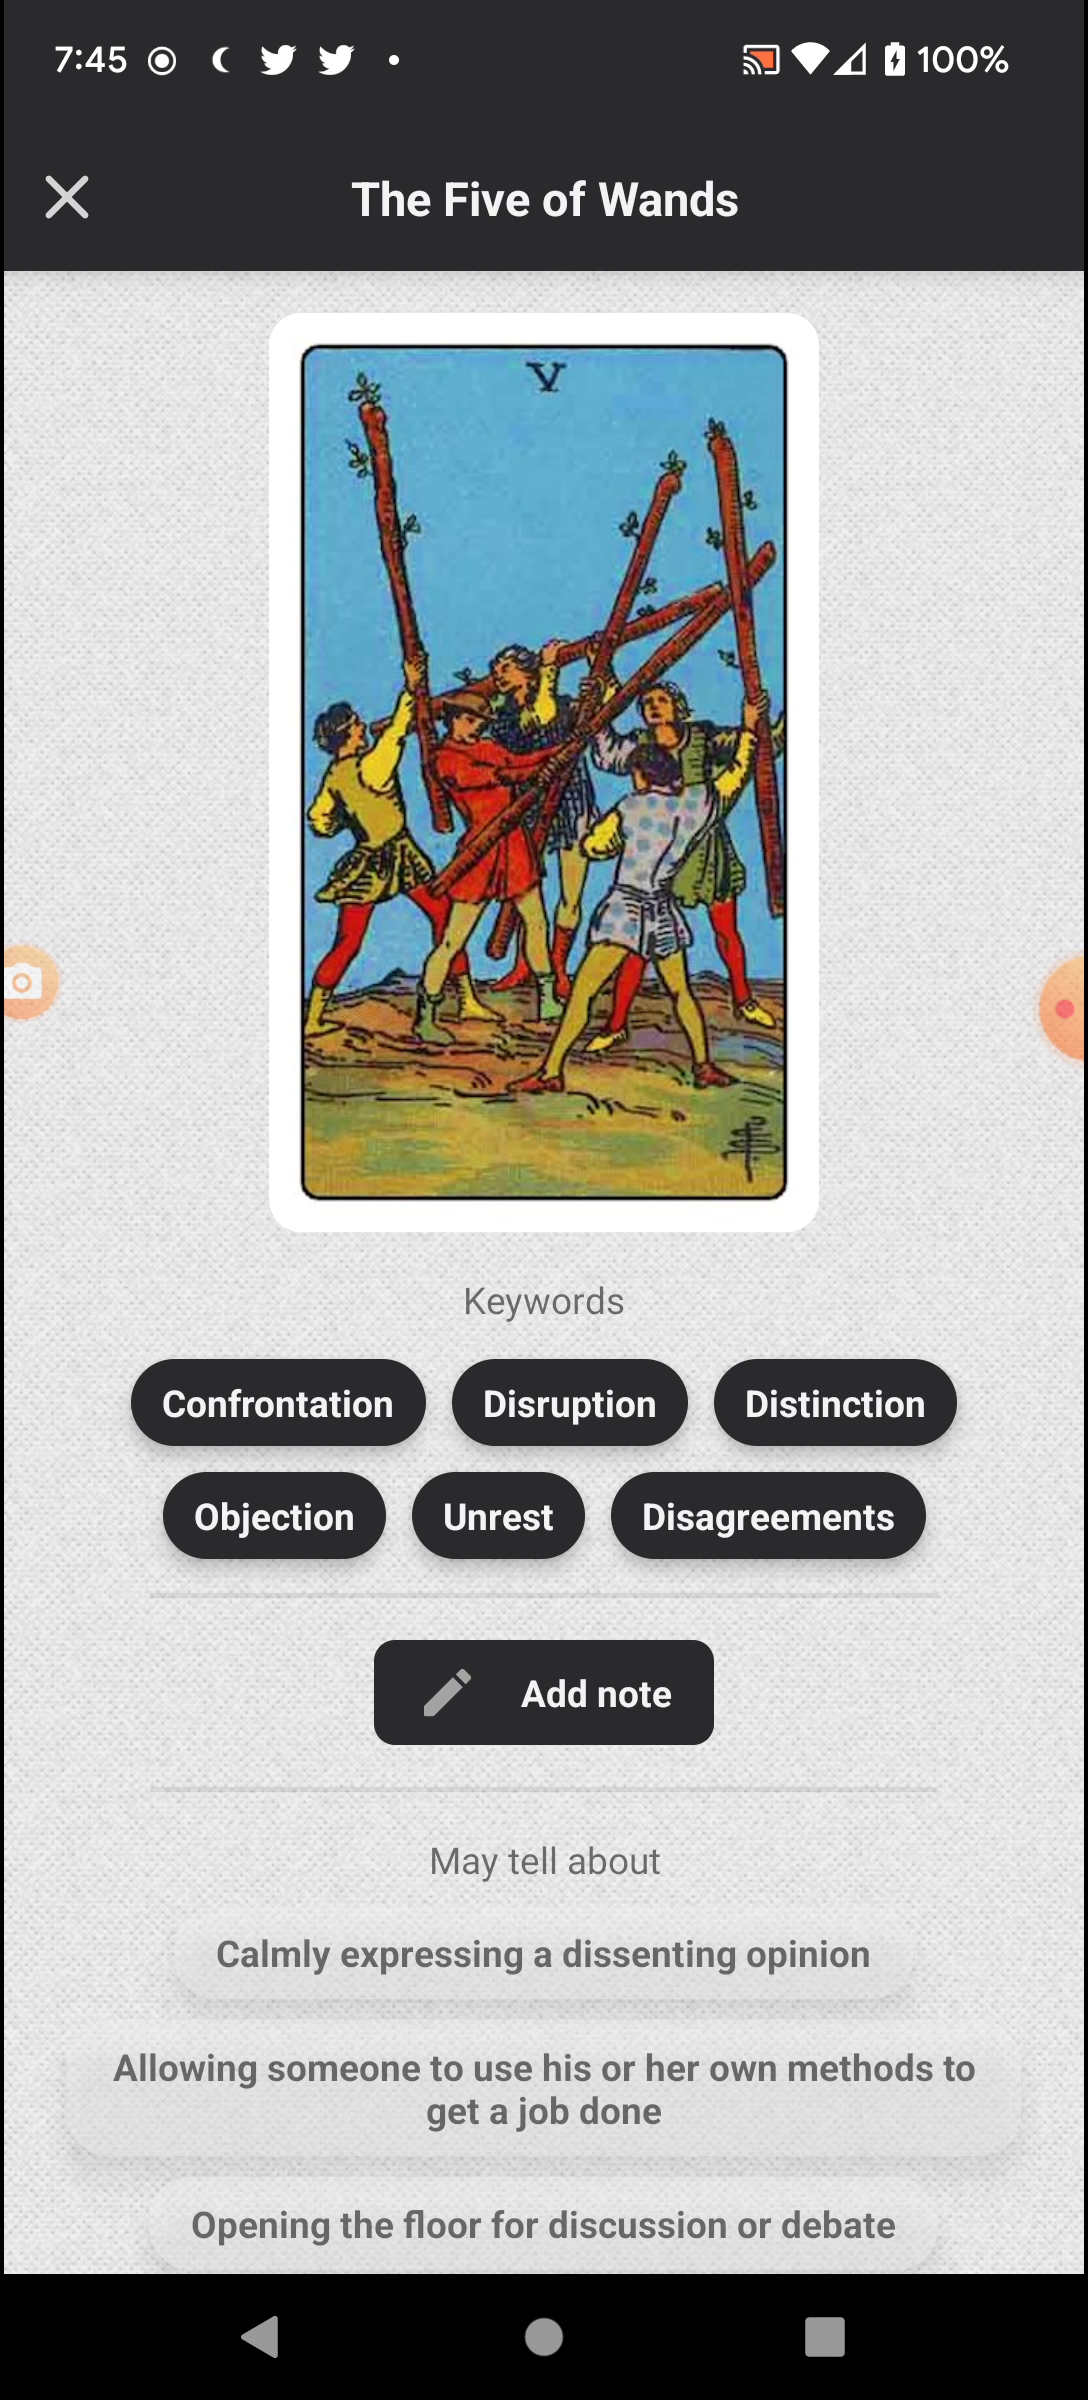 7:45
100%
The Five of Wands
V
Keywords
Confrontation
Disruption
Distinction
Objection
Unrest
Disagreements
Add note
May tell about
Calmly expressing a dissenting opinion
Allowing someone to use his or her own methods to
get a job done
Opening the floor for discussion or debate